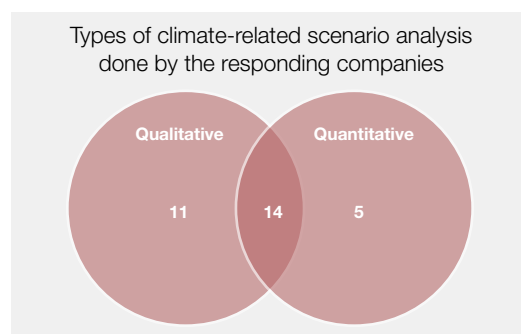 Types of climate-related scenario analysis
done by the responding companies
Qualitative Quantitative
11 14 5